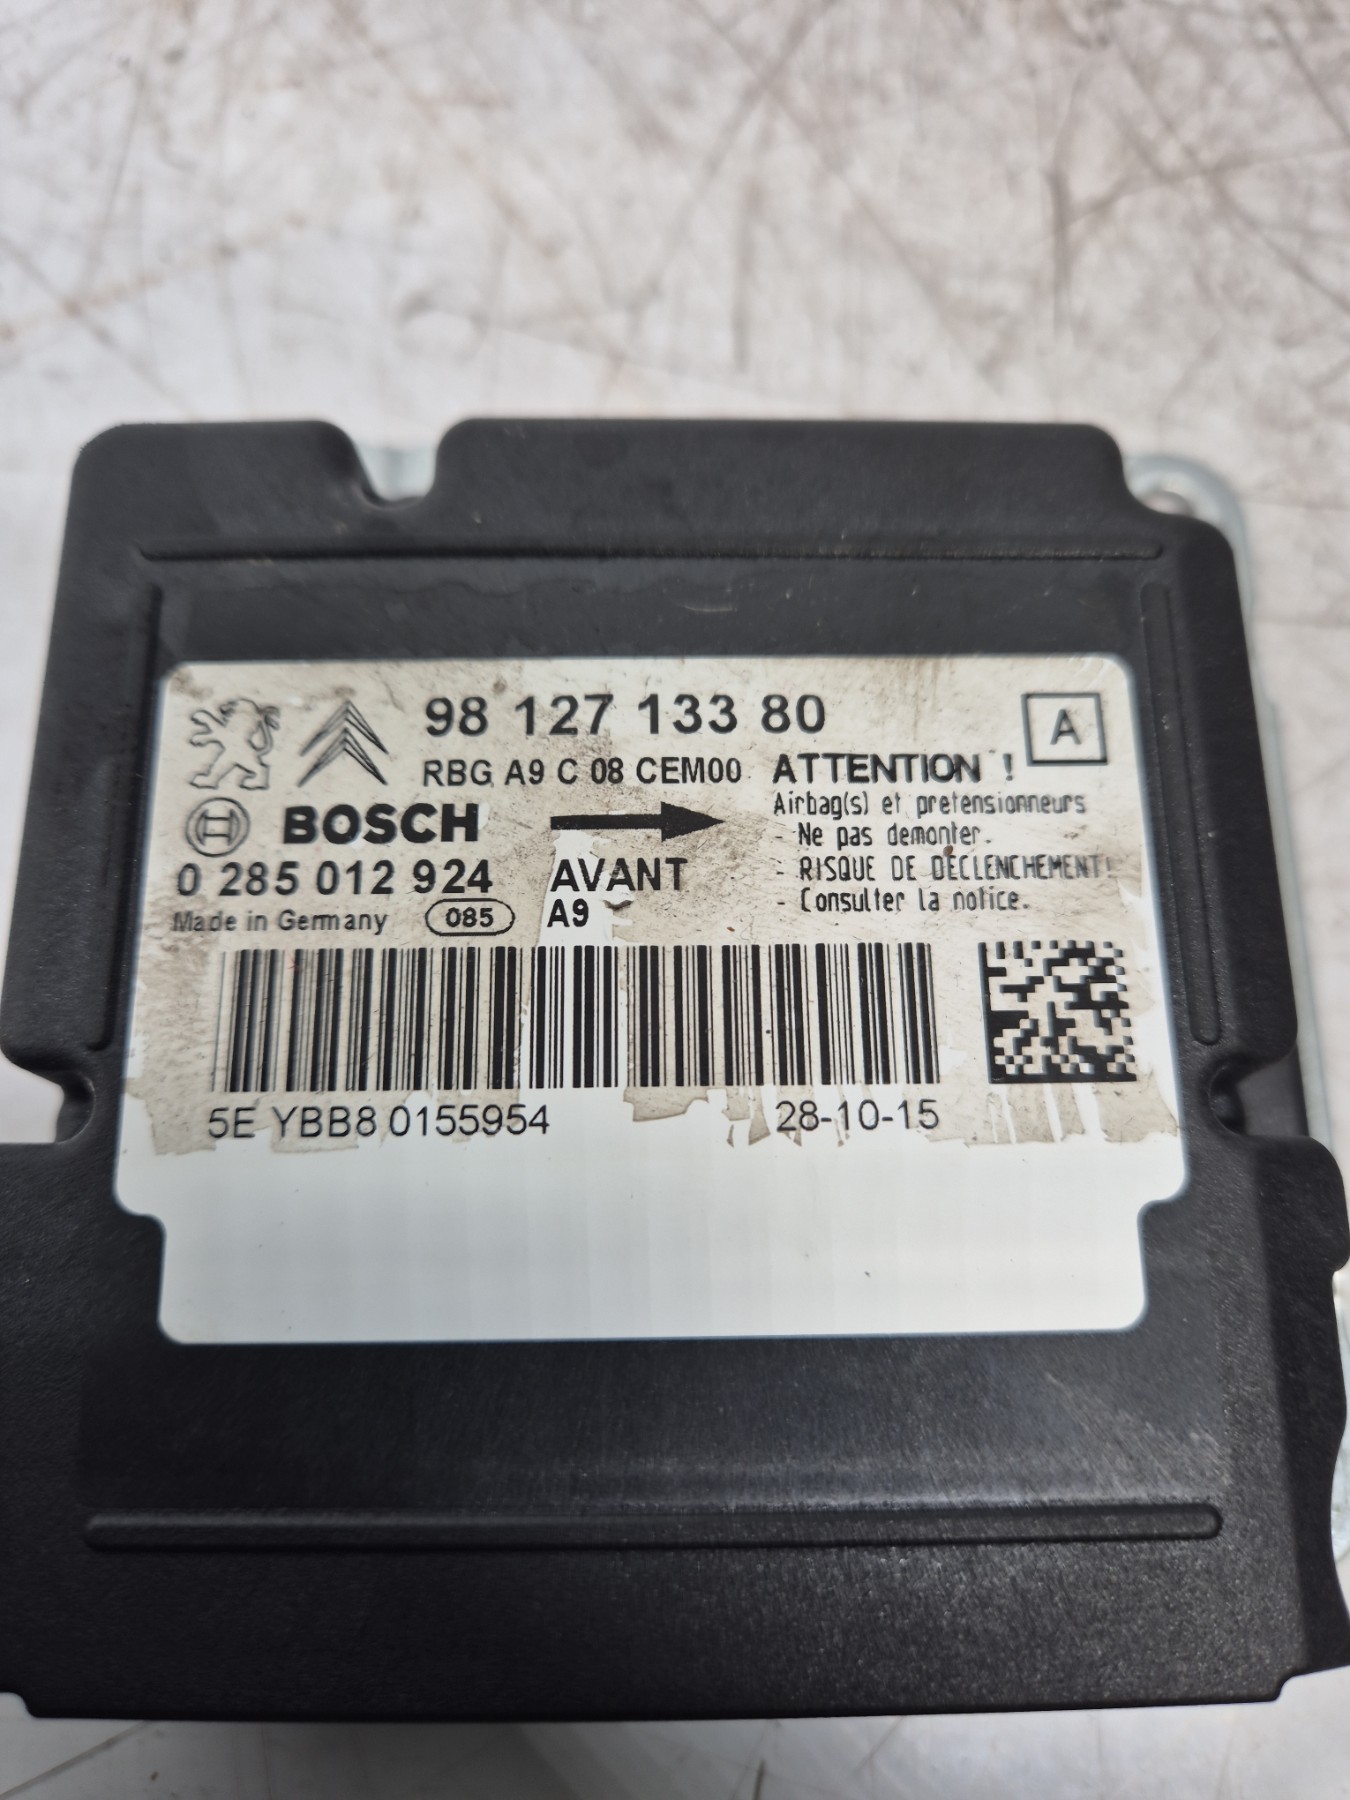 98 127 133 80
A
RBG A9 C 08 CEM00
ATTENTION !
Airbag(s) et pretensionneurs
- Ne pas demonter.
- RISQUE DE DECLENCHEMENT!
- Consulter la notice.
BOSCH
0 285 012 924
AVANT
Made in Germany
085
A9
5E YBB8 0155954
28-10-15